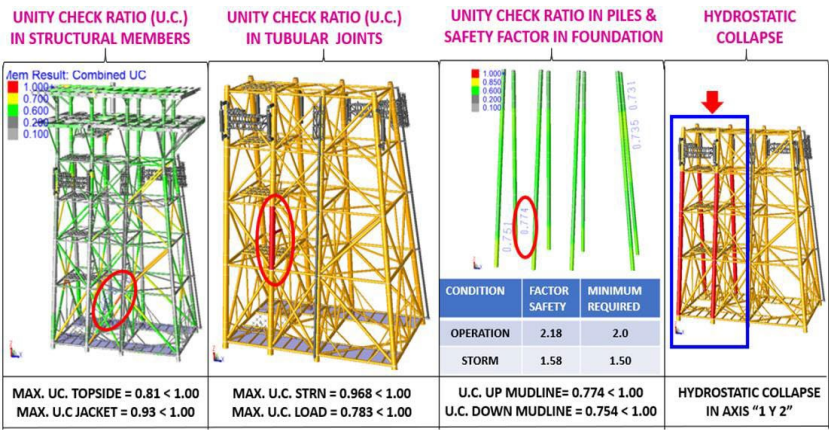 UNITY CHECK RATIO (U.C.)
IN STRUCTURAL MEMBERS
UNITY CHECK RATIO (U.C.)
IN TUBULAR JOINTS
UNITY CHECK RATIO IN PILES &
SAFETY FACTOR IN FOUNDATION
HYDROSTATIC
COLLAPSE
Mem Result: Combined UC
1.000
0.700
0.600
0.200
0.100
1.000
0.850
0.600
0.200
0.100
0.731
0.735
0.774
0.751
CONDITION FACTOR SAFETY MINIMUM REQUIRED
OPERATION 2.18 2.0
STORM 1.58 1.50
MAX. UC. TOPSIDE = 0.81 < 1.00
MAX. U.C JACKET = 0.93 < 1.00
MAX. U.C. STRN = 0.968 < 1.00
MAX. U.C. LOAD = 0.783 < 1.00
U.C. UP MUDLINE= 0.774 < 1.00
U.C. DOWN MUDLINE = 0.754 < 1.00
HYDROSTATIC COLLAPSE
IN AXIS “1 Y 2”